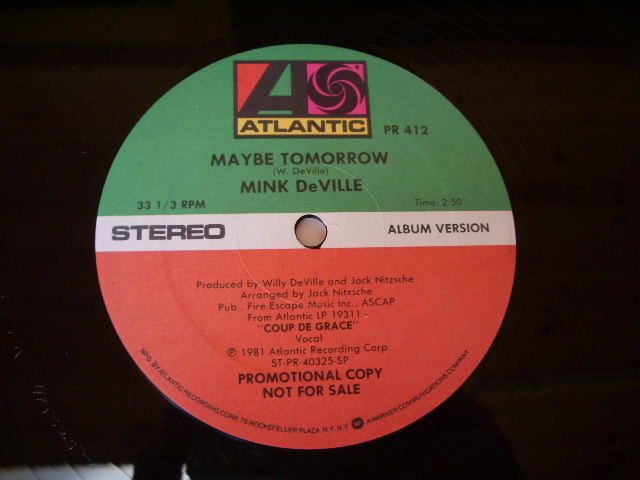 ATLANTIC
PR 412
MAYBE TOMORROW
(W. DeVille)
MINK DeVILLE
33 1/3 RPM
Time: 2:50
STEREO
ALBUM VERSION
Produced by Willy DeVille and Jack Nitzsche
Arranged by Jack Nitzsche
Pub., Fire Escape Music Inc., ASCAP
From Atlantic LP 19311
"COUP DE GRACE"
Vocal
℗ 1981 Atlantic Recording Corp.
ST-PR-40325-SP
PROMOTIONAL COPY
NOT FOR SALE
MFG. BY ATLANTIC RECORDING CORP. 75 ROCKEFELLER PLAZA, N.Y., N.Y. A WARNER COMMUNICATIONS COMPANY